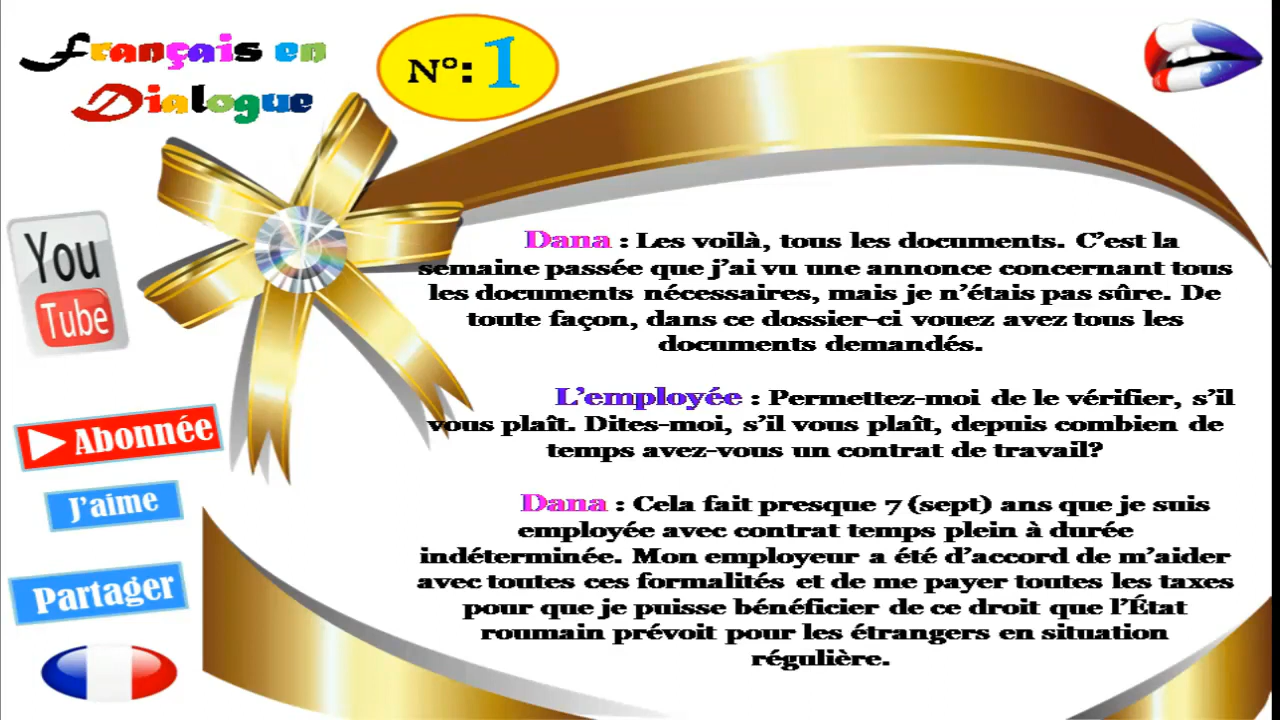 Français en
Dialogue
N°: 1
You
Tube
Abonnée
J'aime
Partager
Dana : Les voilà, tous les documents. C'est la
semaine passée que j'ai vu une annonce concernant tous
les documents nécessaires, mais je n'étais pas sûre. De
toute façon, dans ce dossier-ci vouez avez tous les
documents demandés.
L'employée : Permettez-moi de le vérifier, s'il
vous plaît. Dites-moi, s'il vous plaît, depuis combien de
temps avez-vous un contrat de travail?
Dana : Cela fait presque 7 (sept) ans que je suis
employée avec contrat temps plein à durée
indéterminée. Mon employeur a été d'accord de m'aider
avec toutes ces formalités et de me payer toutes les taxes
pour que je puisse bénéficier de ce droit que l'État
roumain prévoit pour les étrangers en situation
régulière.